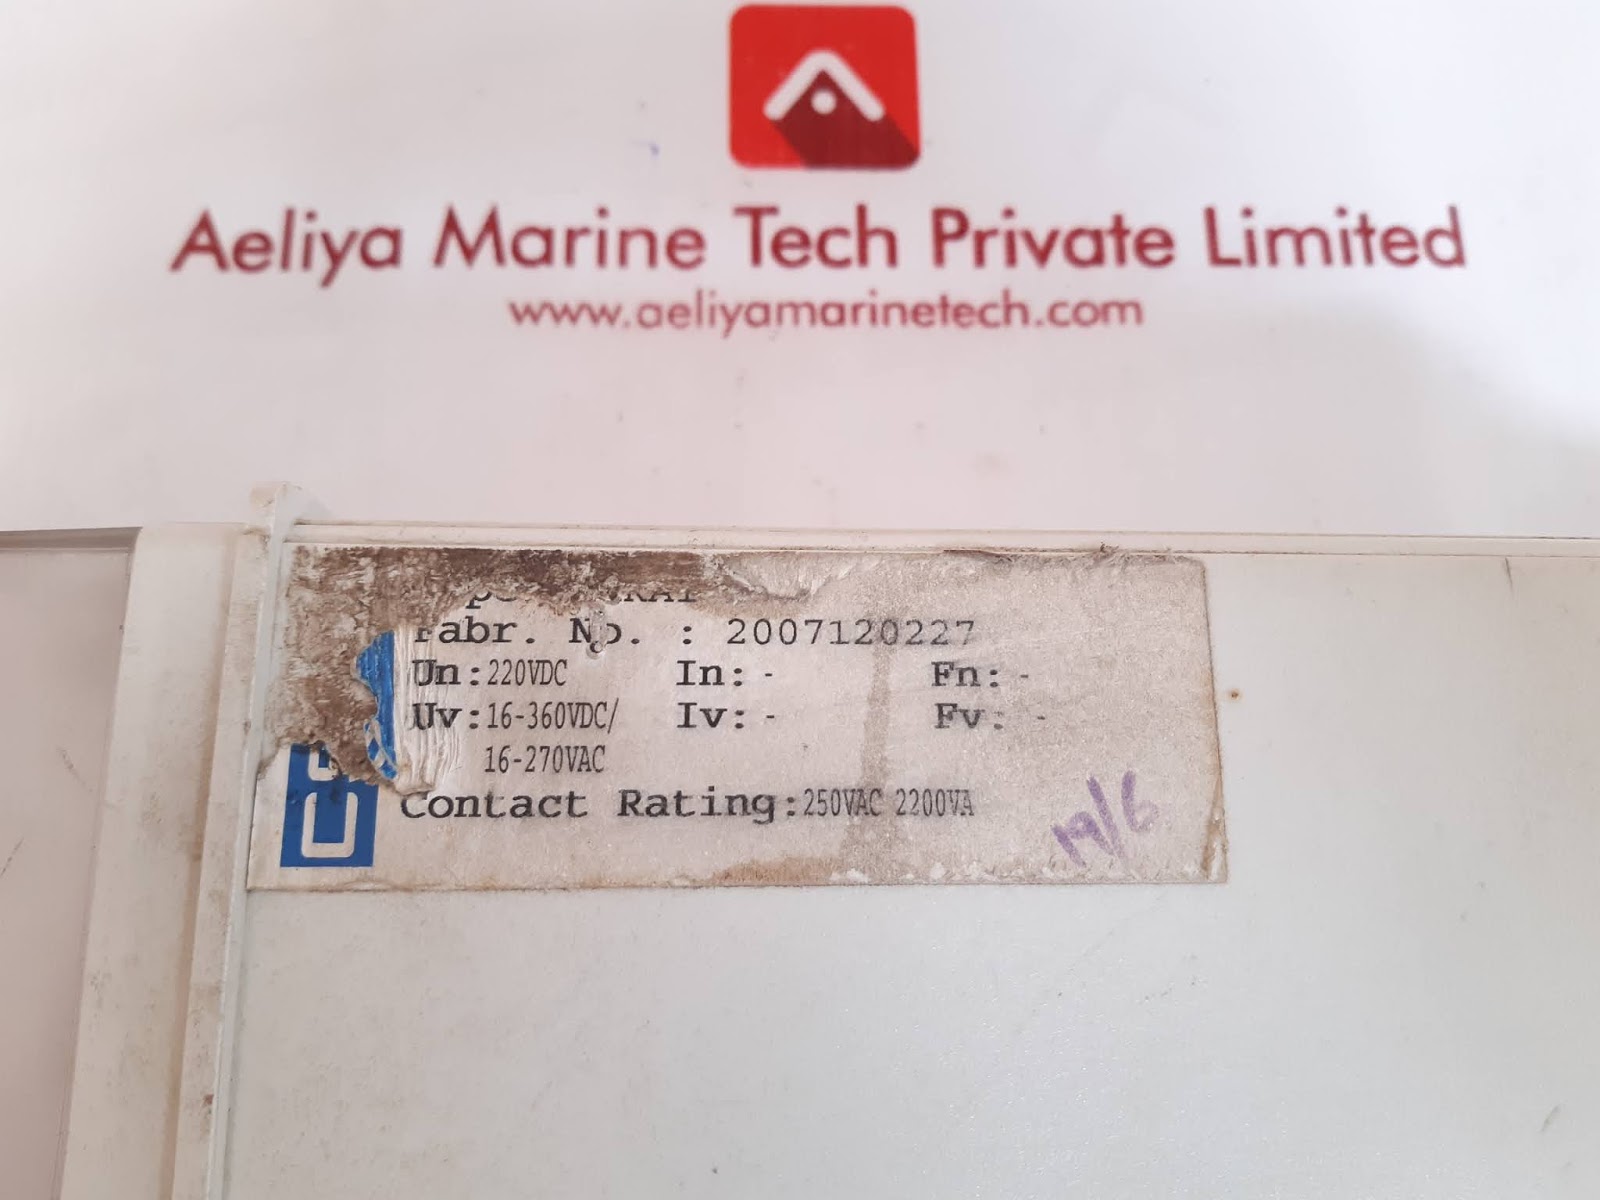 Aeliya Marine Tech Private Limited
www.aeliyamarinetech.com
Fabr. No. : 2007120227
Un:220VDC In:- Fn:-
Uv:16-360VDC/ Iv:- Fv:-
16-270VAC
Contact Rating:250VAC 2200VA
19/6